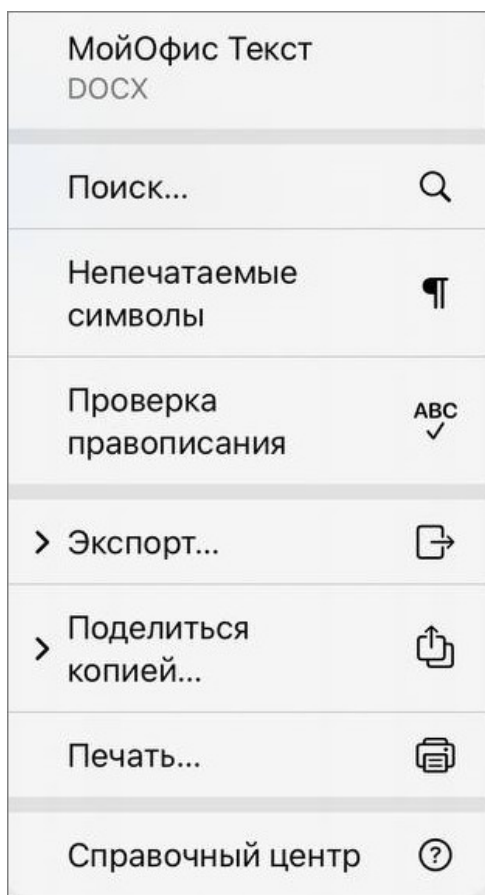 МойОфис Текст
DOCX
Поиск...
Непечатаемые
символы
¶
Проверка
правописания
ABC
Экспорт...
Поделиться
копией...
Печать...
Справочный центр
?